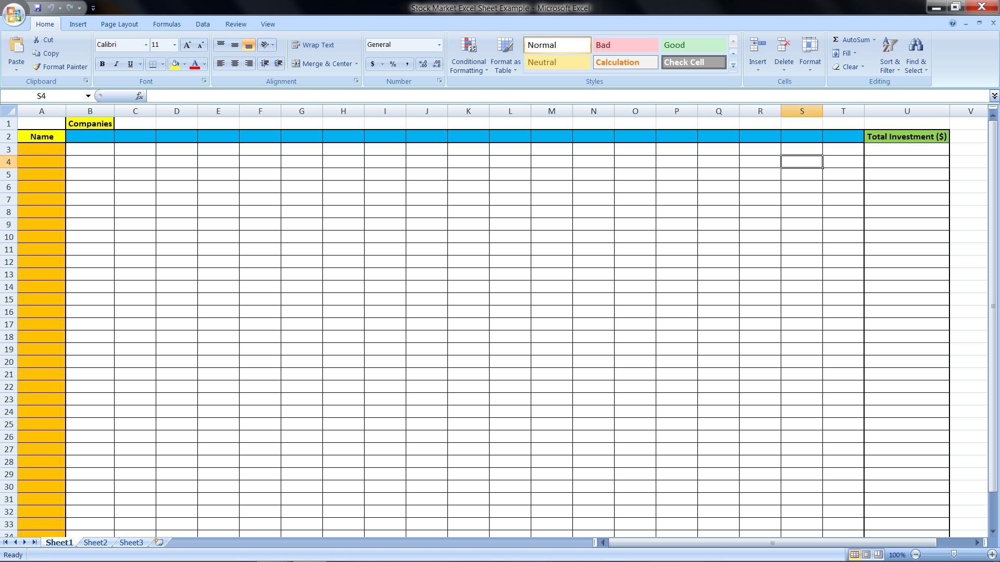 Stock Market Excel Sheet Example - Microsoft Excel
Home Insert Page Layout Formulas Data Review View
Paste
Cut
Copy
Format Painter
Clipboard
Calibri 11
B I U
Font
Wrap Text
Merge & Center
Alignment
General
$ % ,
Number
Conditional Formatting
Format as Table
Normal Bad Good
Neutral Calculation Check Cell
Styles
Insert Delete Format
Cells
Σ AutoSum
Fill
Clear
Sort & Filter
Find & Select
Editing
S4 fx
A B C D E F G H I J K L M N O P Q R S T U V
1 Companies
2 Name Total Investment ($)
3
4
5
6
7
8
9
10
11
12
13
14
15
16
17
18
19
20
21
22
23
24
25
26
27
28
29
30
31
32
33
34
Sheet1 Sheet2 Sheet3
Ready 100%